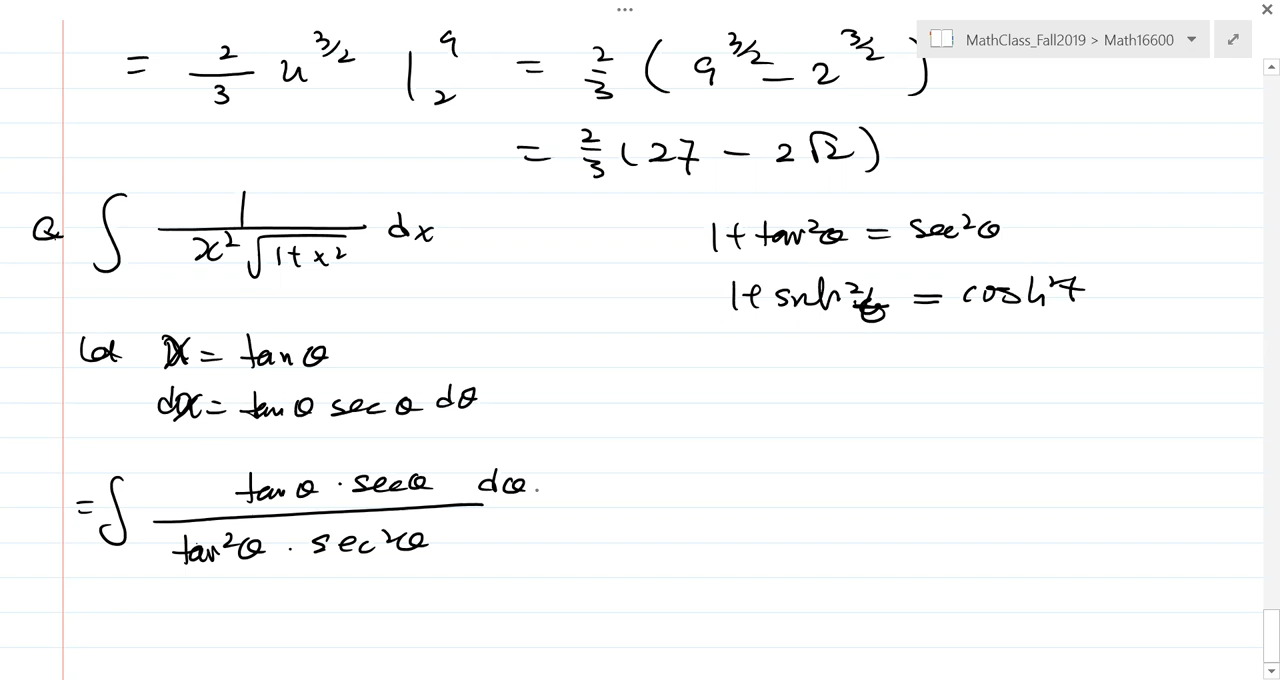 MathClass_Fall2019 > Math16600
= 2/3 u^{3/2} |_2^9 = 2/3 ( 9^{3/2} - 2^{3/2} )
= 2/3 (27 - 2√2)
Q ∫ 1/(x²√(1+x²)) dx
1+ tan²θ = sec²θ
1+ sinh²t = cosh²t
Let x = tan θ
dx = tan θ sec θ dθ
= ∫ (tan θ · sec θ dθ)/(tan²θ · sec²θ)